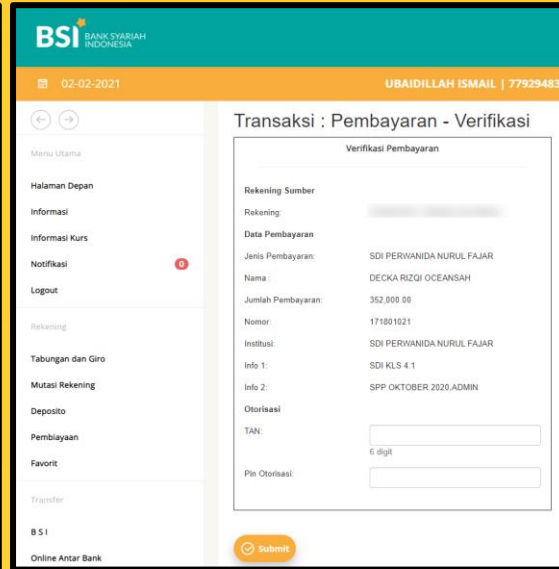 BSI BANK SYARIAH
INDONESIA
02-02-2021
UBAIDILLAH ISMAIL | 77929483
Menu Utama
Halaman Depan
Informasi
Informasi Kurs
Notifikasi 0
Logout
Rekening
Tabungan dan Giro
Mutasi Rekening
Deposito
Pembiayaan
Favorit
Transfer
B S I
Online Antar Bank
Transaksi : Pembayaran - Verifikasi
Verifikasi Pembayaran
Rekening Sumber
Rekening:
Data Pembayaran
Jenis Pembayaran: SDI PERWANIDA NURUL FAJAR
Nama : DECKA RIZQI OCEANSAH
Jumlah Pembayaran: 352,000.00
Nomor: 171801021
Institusi: SDI PERWANIDA NURUL FAJAR
Info 1: SDI KLS 4.1
Info 2: SPP OKTOBER 2020,ADMIN
Otorisasi
TAN:
6 digit
Pin Otorisasi:
Submit